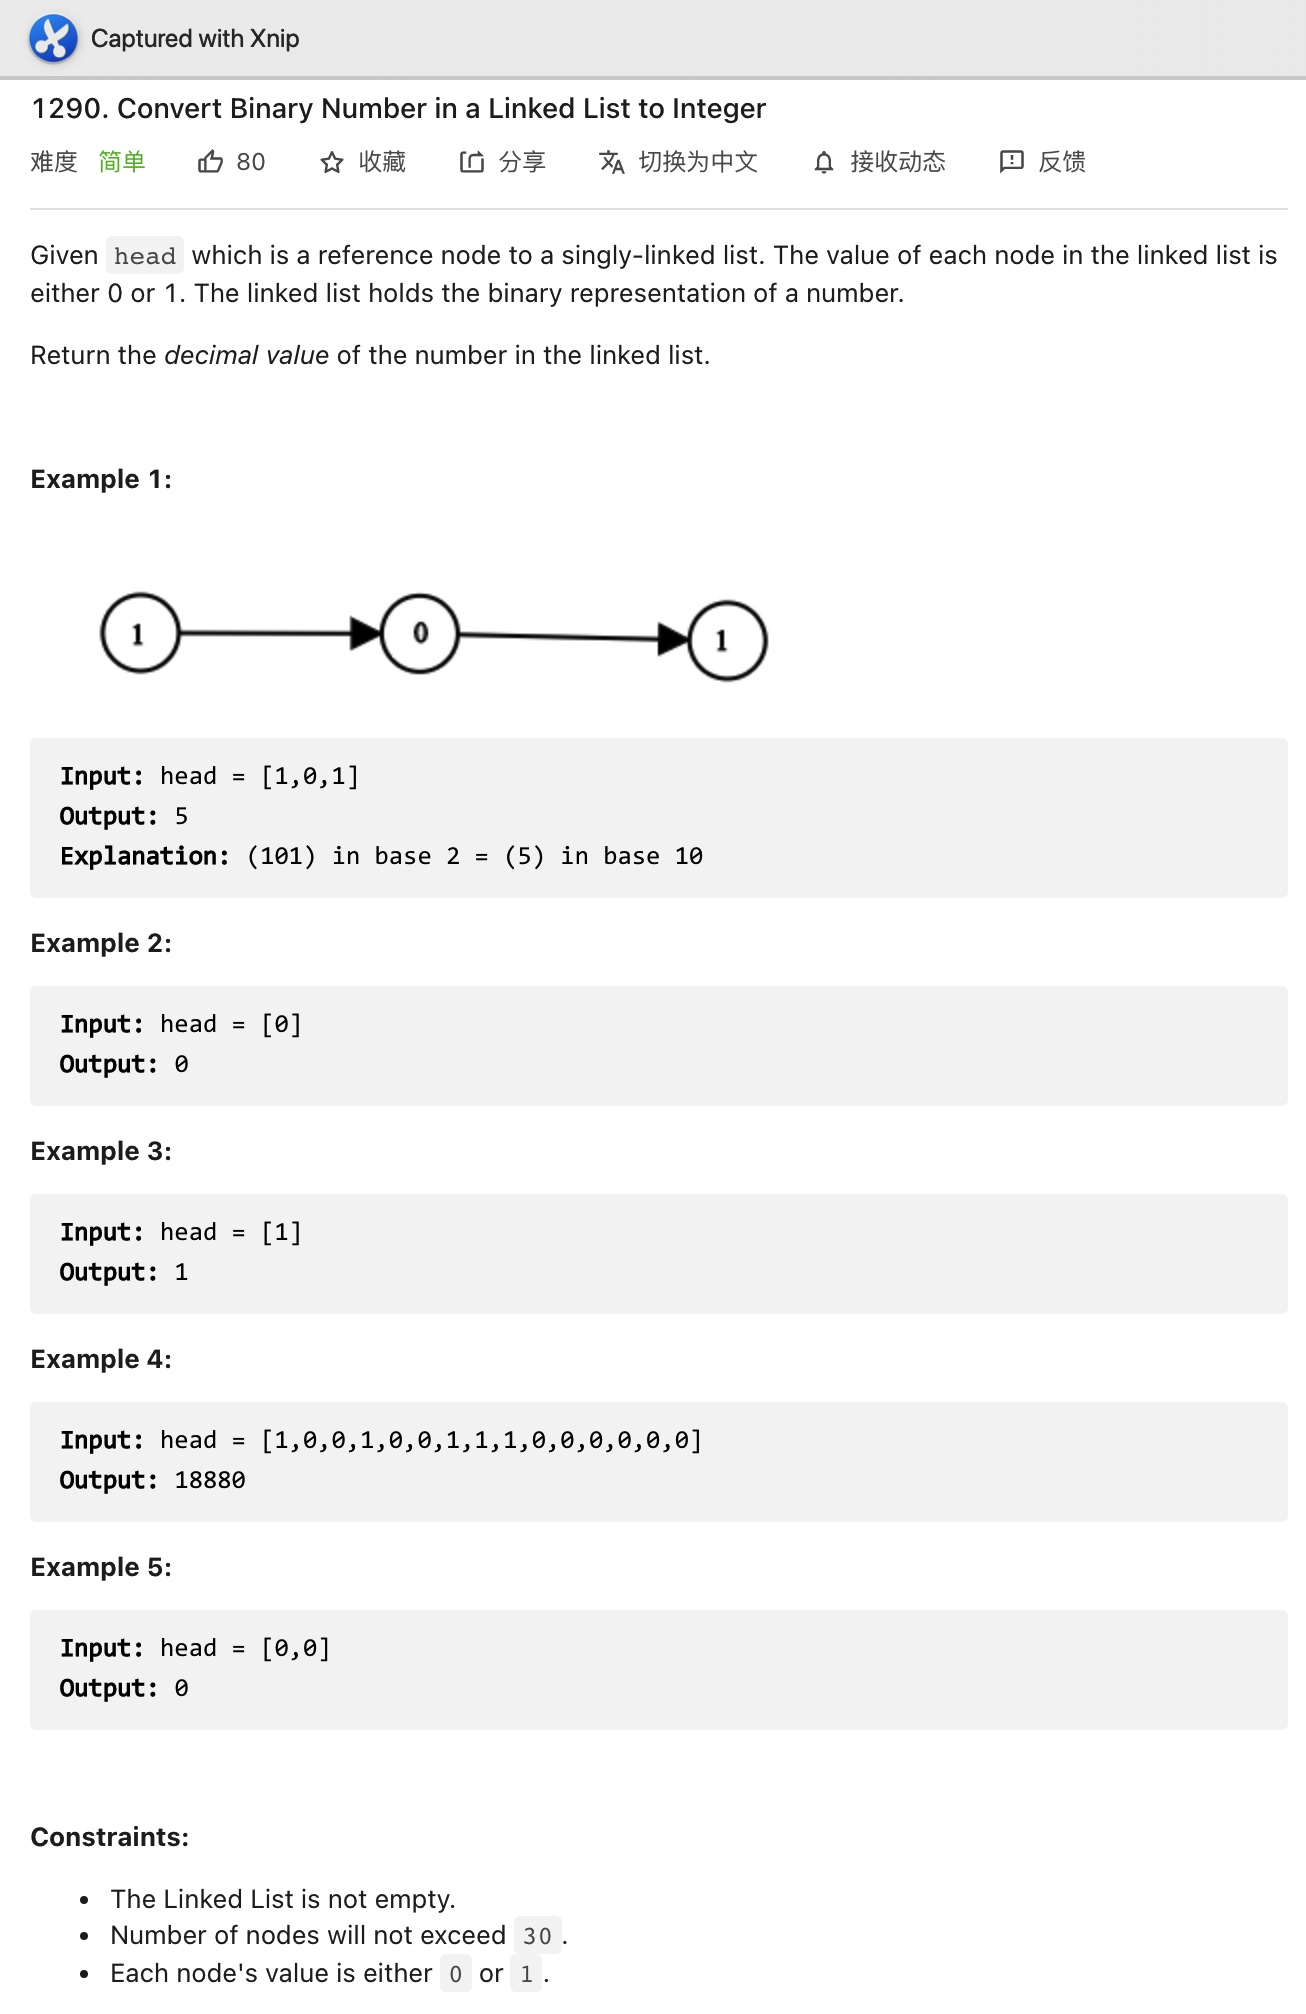 Captured with Xnip
1290. Convert Binary Number in a Linked List to Integer
难度 简单 80 收藏 分享 切换为中文 接收动态 反馈
Given head which is a reference node to a singly-linked list. The value of each node in the linked list is
either 0 or 1. The linked list holds the binary representation of a number.
Return the decimal value of the number in the linked list.
Example 1:
1 0 1
Input: head = [1,0,1]
Output: 5
Explanation: (101) in base 2 = (5) in base 10
Example 2:
Input: head = [0]
Output: 0
Example 3:
Input: head = [1]
Output: 1
Example 4:
Input: head = [1,0,0,1,0,0,1,1,1,0,0,0,0,0,0]
Output: 18880
Example 5:
Input: head = [0,0]
Output: 0
Constraints:
• The Linked List is not empty.
• Number of nodes will not exceed 30.
• Each node's value is either 0 or 1.